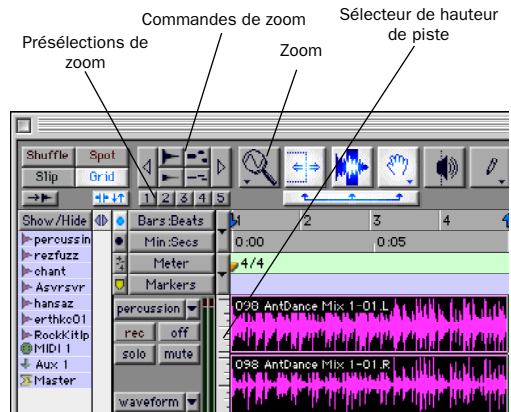 Commandes de zoom
Sélecteur de hauteur
de piste
Présélections de
zoom
Zoom
Shuffle Spot
Slip Grid
1 2 3 4 5
Show/Hide
Bars:Beats
1 2 3 4
percussin
Min:Secs
0:00 0:05
rezfuzz
chant
Meter
4/4
Asvrsvr
Markers
hansaz
percussion
098 AntDance Mix 1-01.L
erthkc01
RockKitlp
rec off
MIDI 1
solo mute
Aux 1
098 AntDance Mix 1-01.R
Master
waveform